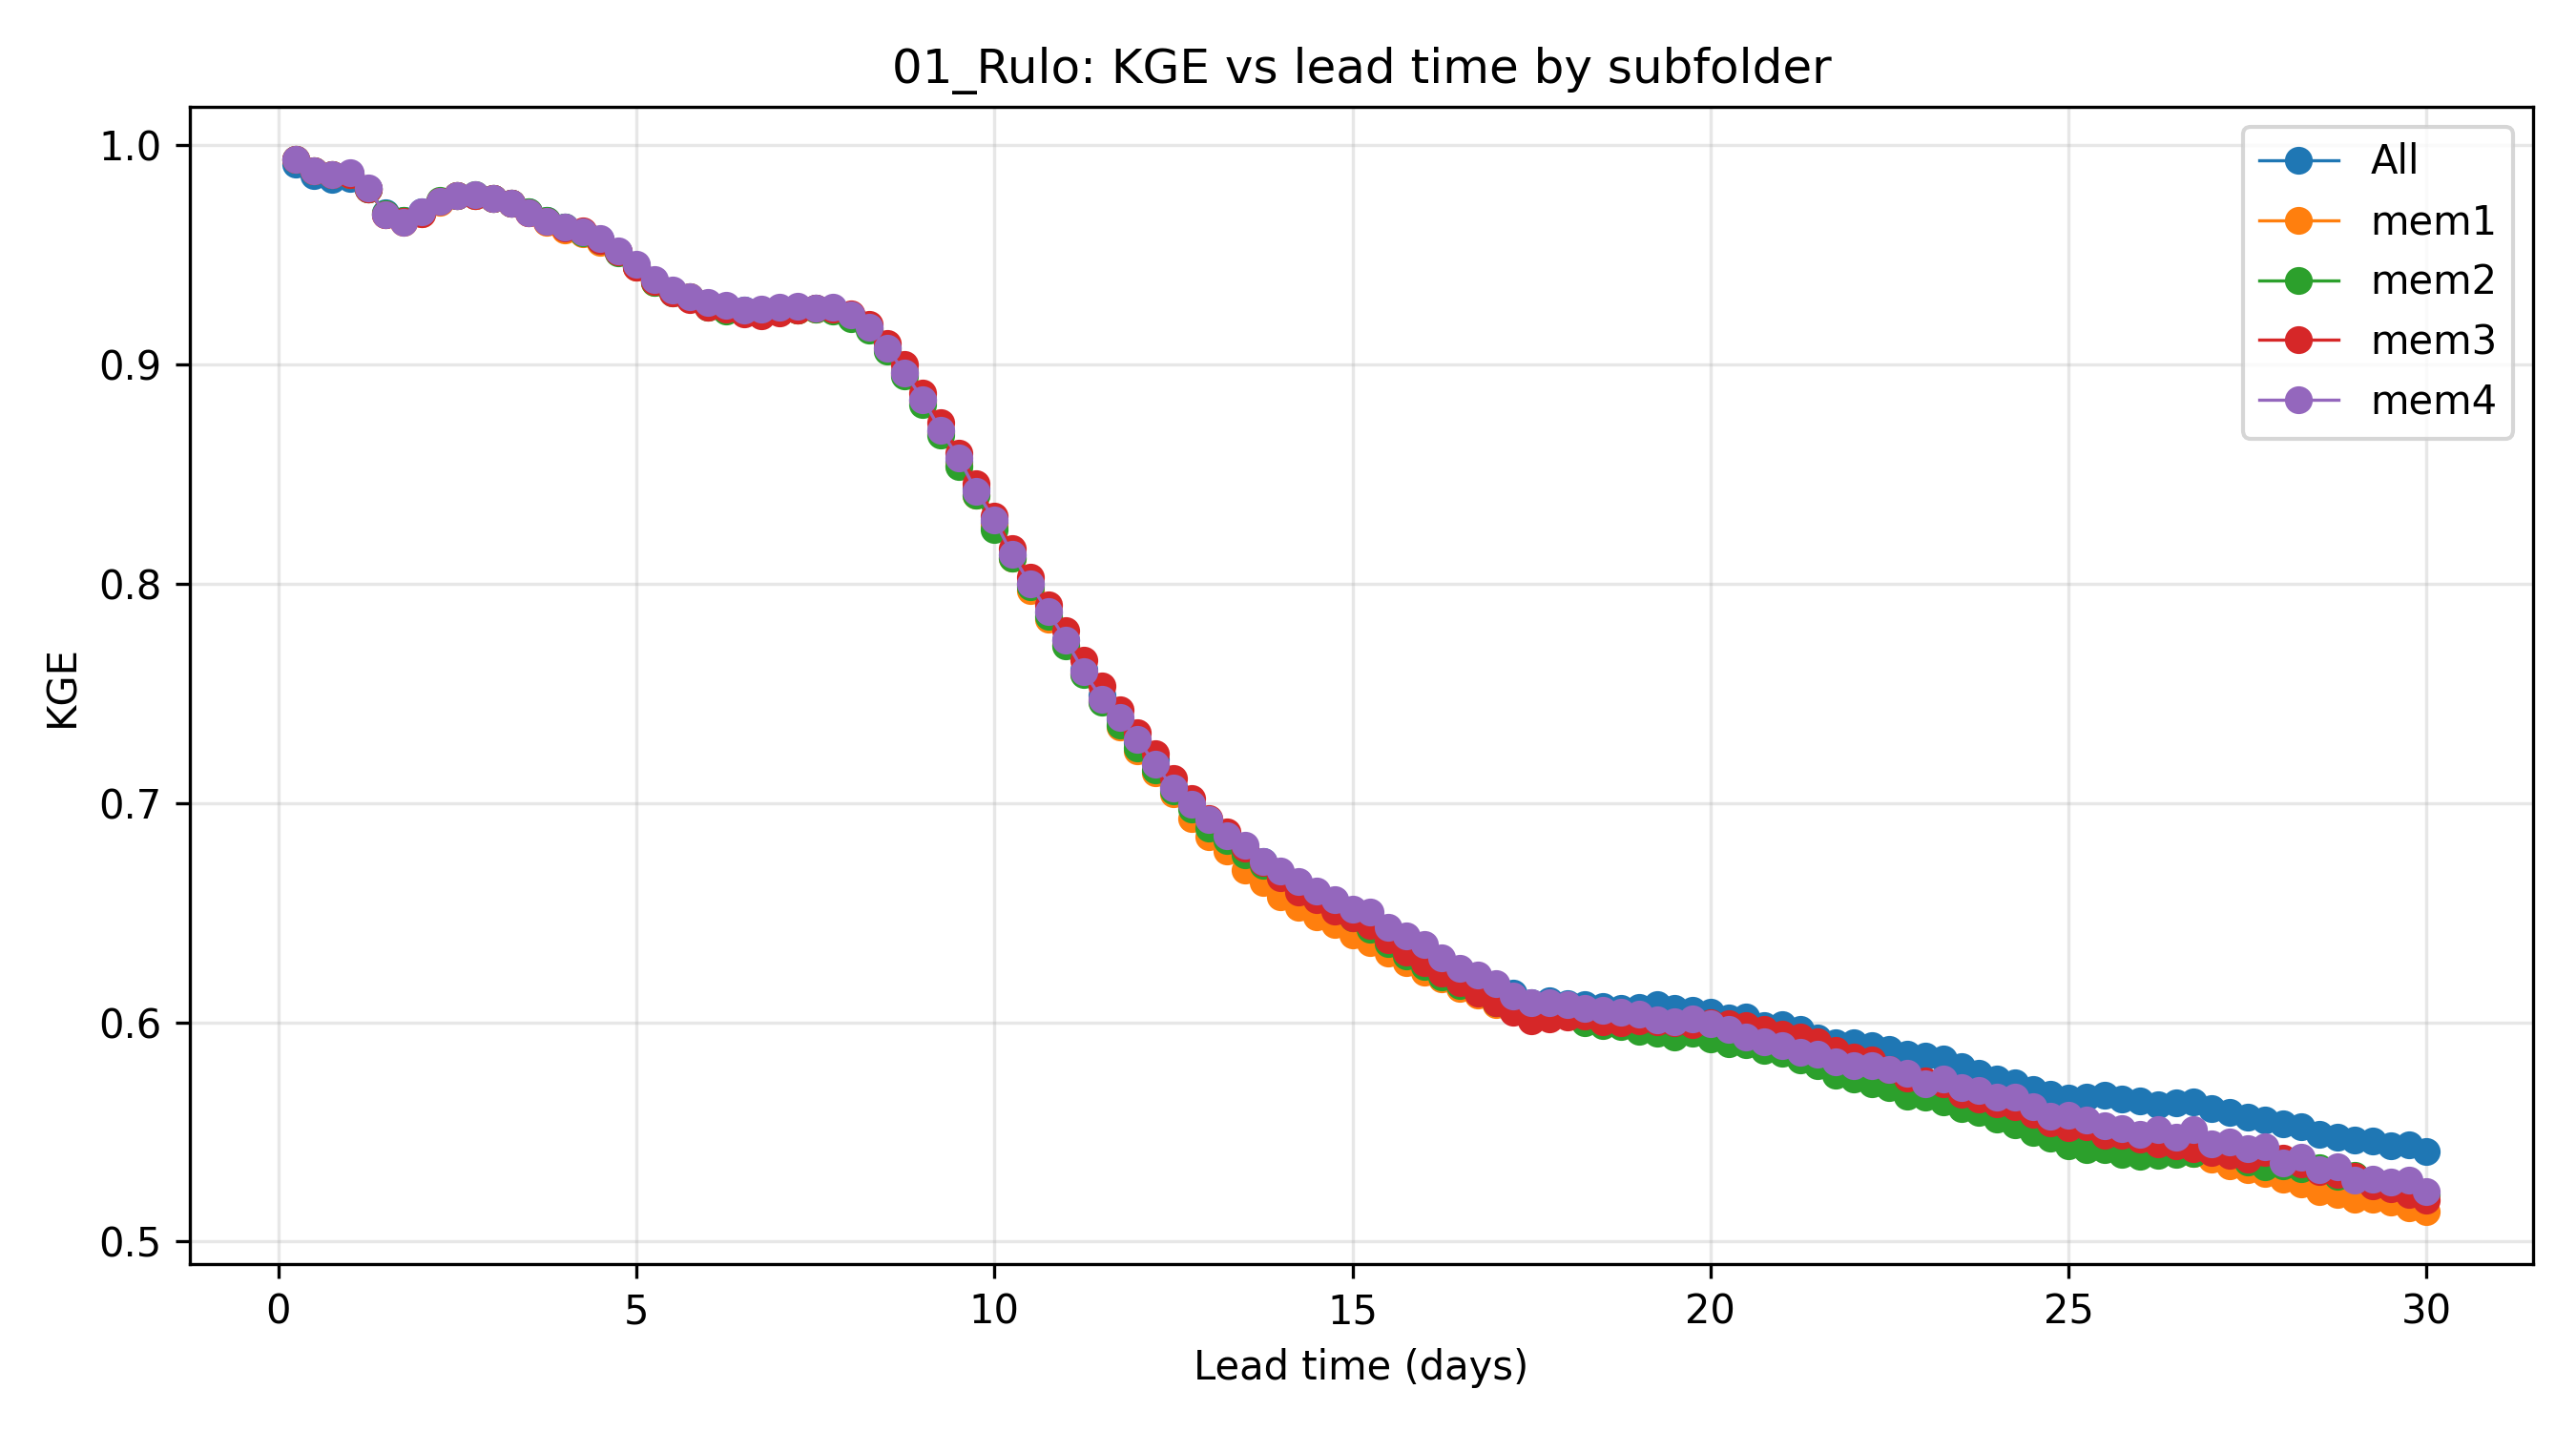 01_Rulo: KGE vs lead time by subfolder
1.0
0.9
0.8
0.7
0.6
0.5
KGE
0 5 10 15 20 25 30
Lead time (days)
All
mem1
mem2
mem3
mem4